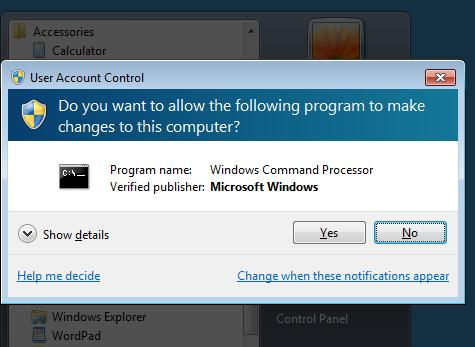 Accessories
Calculator
User Account Control
Do you want to allow the following program to make
changes to this computer?
C:\_
Program name: Windows Command Processor
Verified publisher: Microsoft Windows
Show details
Yes
No
Help me decide
Change when these notifications appear
Windows Explorer
Control Panel
WordPad